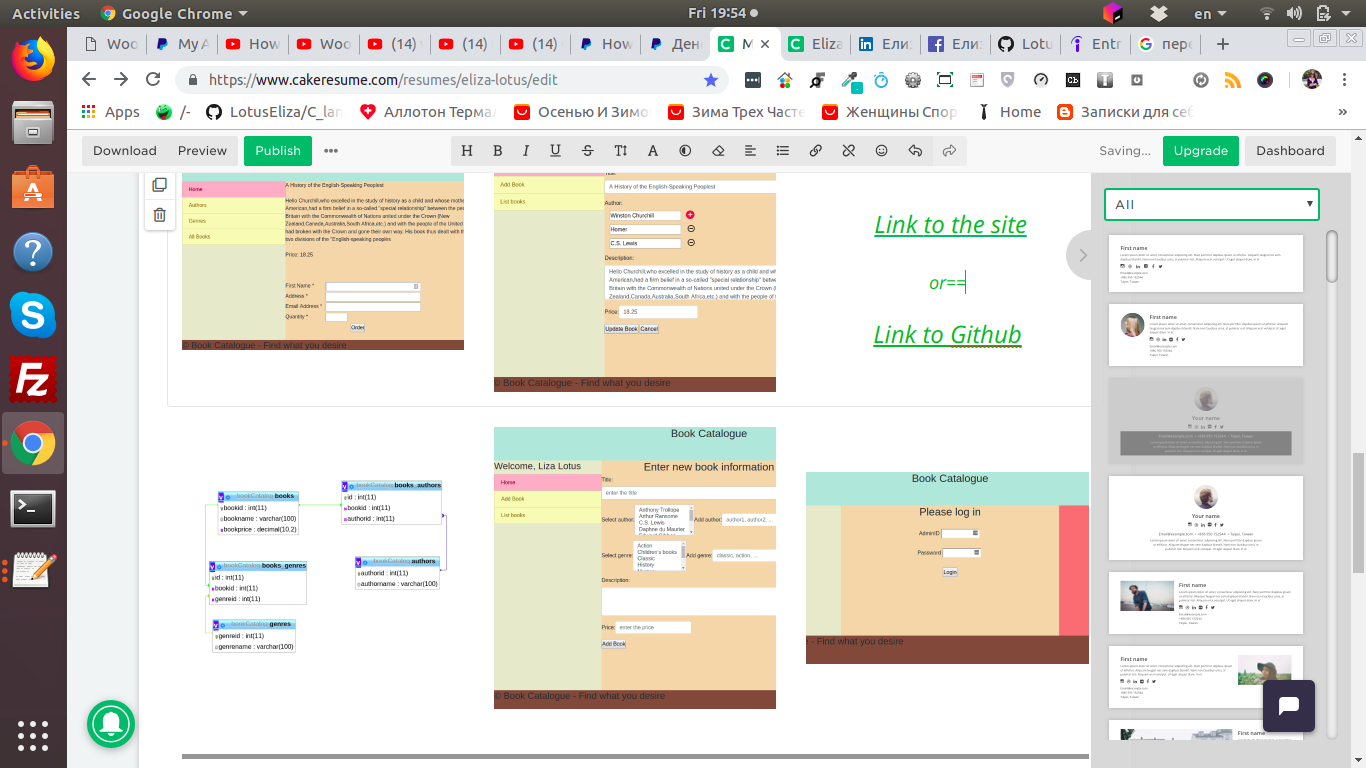 Activities
Google Chrome
Fri 19:54
en
Woo
My A
How
Woo
(14)
(14)
(14)
How
Ден
M
Eliza
Ели
Ели
Lotu
Entr
пере
https://www.cakeresume.com/resumes/eliza-lotus/edit
Apps
/-
LotusEliza/C_lan
Аллотон Терма
Осенью И Зимо
Зима Трех Часте
Женщины Спор
Home
Записки для себ
»
Download
Preview
Publish
H B I U S T A
Saving...
Upgrade
Dashboard
Home
Authors
Genres
All Books
A History of the English-Speaking Peoplest
Hello Churchill,who excelled in the study of history as a child and whose mothe
American,had a firm belief in a so-called "special relationship" between the peo
Britain with the Commonwealth of Nations united under the Crown (New
Zealand,Canada,Australia,South Africa,etc.) and with the people of the United
had broken with the Crown and gone their own way. His book thus dealt with th
two divisions of the "English-speaking peoples
Price: 18.25
First Name *
Address *
Email Address *
Quantity *
Order
© Book Catalogue - Find what you desire
Add Book
List books
Title:
A History of the English-Speaking Peoplest
Author:
Winston Churchill
Homer
C.S. Lewis
Description:
Hello Churchill,who excelled in the study of history as a child and wh
American,had a firm belief in a so-called "special relationship" betw
Britain with the Commonwealth of Nations united under the Crown (
Zealand,Canada,Australia,South Africa,etc.) and with the people of
Price: 18.25
Update Book Cancel
© Book Catalogue - Find what you desire
Link to the site
or==
Link to Github
bookCatalog books
bookid : int(11)
bookname : varchar(100)
bookprice : decimal(10,2)
bookCatalog books_authors
id : int(11)
bookid : int(11)
authorid : int(11)
bookCatalog authors
authorid : int(11)
authorname : varchar(100)
bookCatalog books_genres
id : int(11)
bookid : int(11)
genreid : int(11)
bookCatalog genres
genreid : int(11)
genrename : varchar(100)
Book Catalogue
Welcome, Liza Lotus
Enter new book information
Home
Add Book
List books
Title:
enter the title
Select author:
Anthony Trollope
Arthur Ransome
C.S. Lewis
Daphne du Maurier
Add author: author1, author2, ...
Select genre:
Action
Children's books
Classic
History
Add genre: classic, action, ...
Description:
Price: enter the price
Add Book
© Book Catalogue - Find what you desire
Book Catalogue
Please log in
AdminID
Password
Login
- Find what you desire
All
First name
First name
Your name
Your name
First name
First name
First name